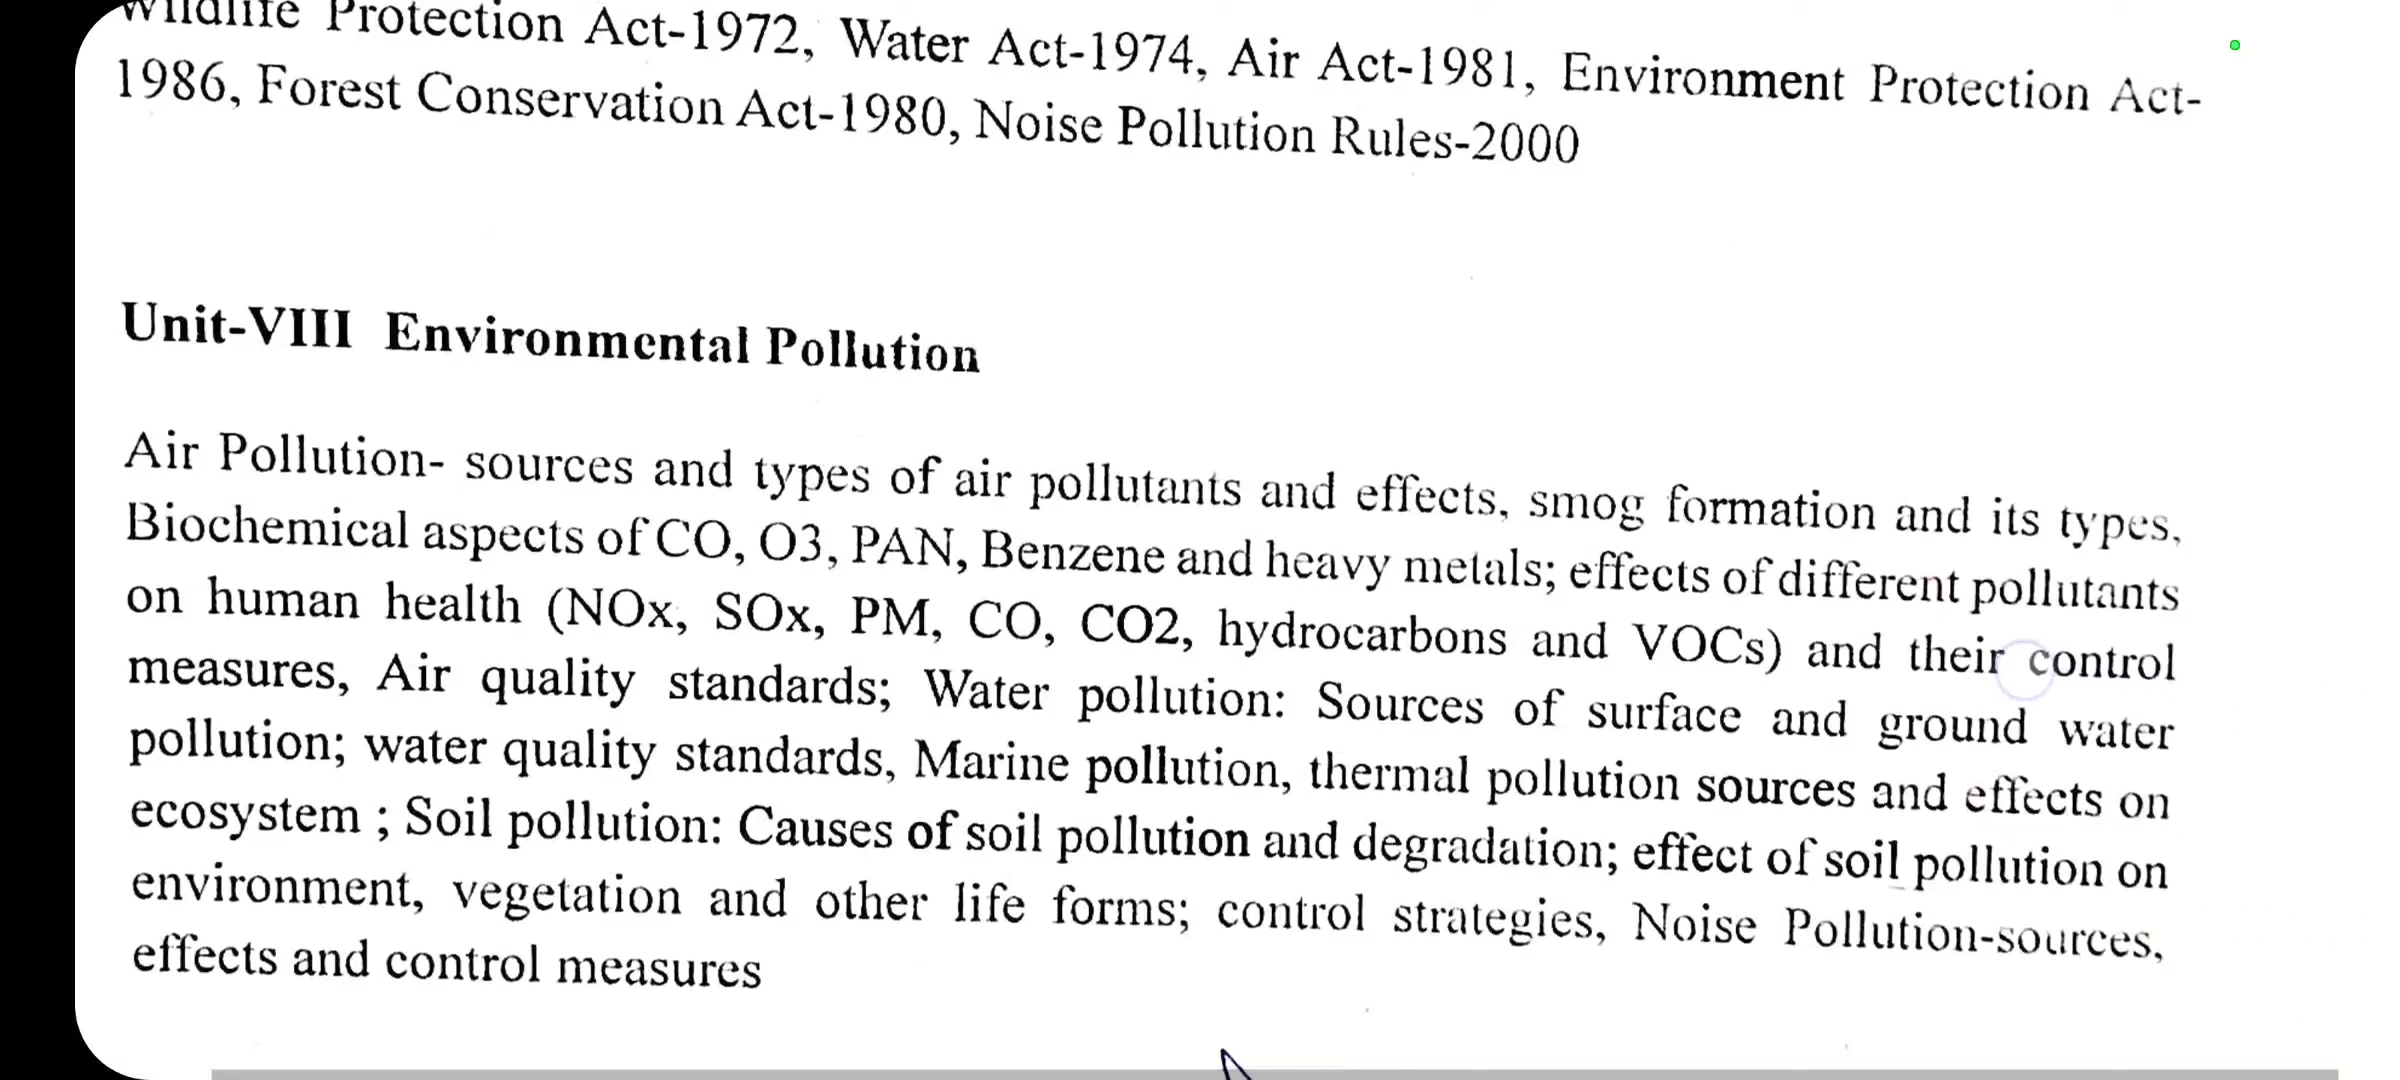 Wildlife Protection Act-1972, Water Act-1974, Air Act-1981, Environment Protection Act-
1986, Forest Conservation Act-1980, Noise Pollution Rules-2000
Unit-VIII Environmental Pollution
Air Pollution- sources and types of air pollutants and effects, smog formation and its types,
Biochemical aspects of CO, O3, PAN, Benzene and heavy metals; effects of different pollutants
on human health (NOx, SOx, PM, CO, CO2, hydrocarbons and VOCs) and their control
measures, Air quality standards; Water pollution: Sources of surface and ground water
pollution; water quality standards, Marine pollution, thermal pollution sources and effects on
ecosystem ; Soil pollution: Causes of soil pollution and degradation; effect of soil pollution on
environment, vegetation and other life forms; control strategies, Noise Pollution-sources,
effects and control measures